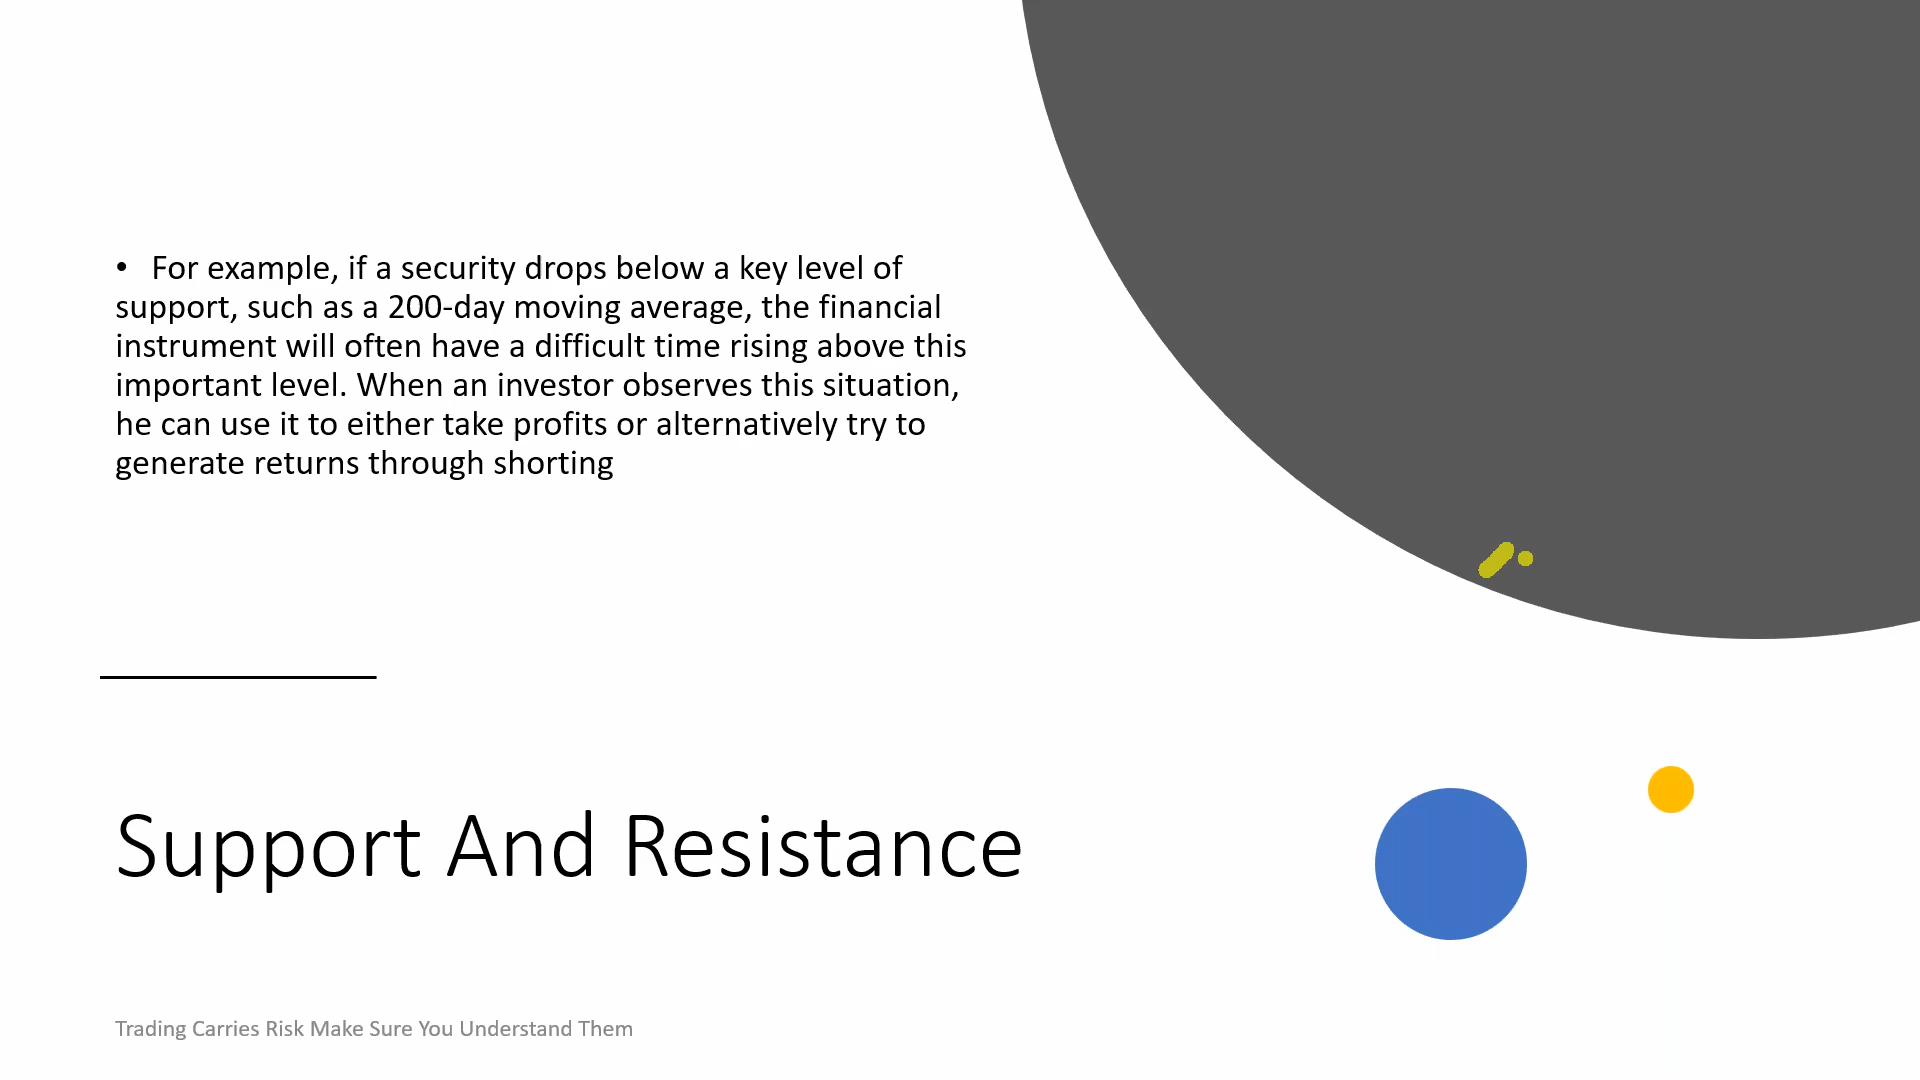 • For example, if a security drops below a key level of
support, such as a 200-day moving average, the financial
instrument will often have a difficult time rising above this
important level. When an investor observes this situation,
he can use it to either take profits or alternatively try to
generate returns through shorting
Support And Resistance
Trading Carries Risk Make Sure You Understand Them